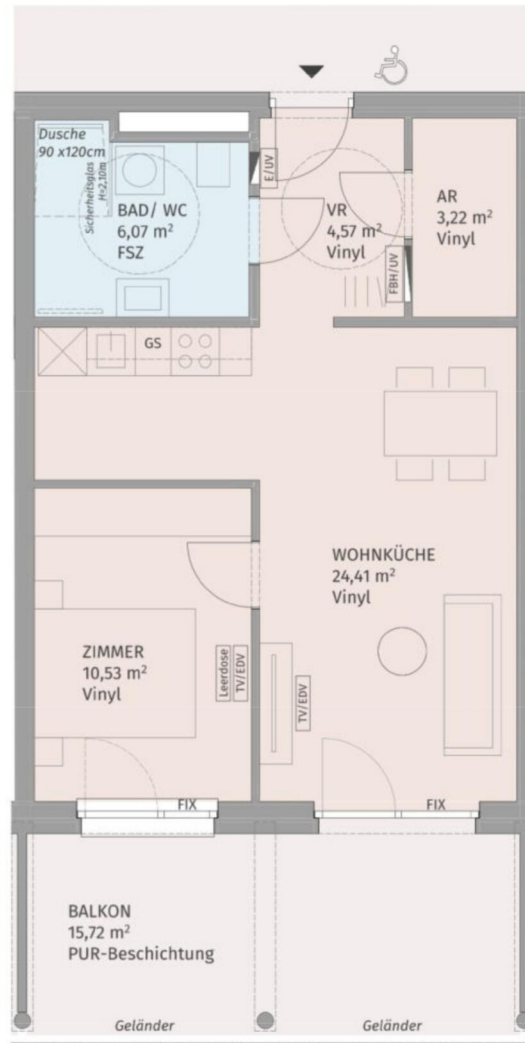 Dusche
90 x120cm
Sicherheitsglas
H=2,10m
BAD/ WC
6,07 m²
FSZ
E/UV
VR
4,57 m²
Vinyl
AR
3,22 m²
Vinyl
FBH/UV
GS
WOHNKÜCHE
24,41 m²
Vinyl
ZIMMER
10,53 m²
Vinyl
Leerdose
TV/EDV
TV/EDV
FIX
FIX
BALKON
15,72 m²
PUR-Beschichtung
Geländer
Geländer